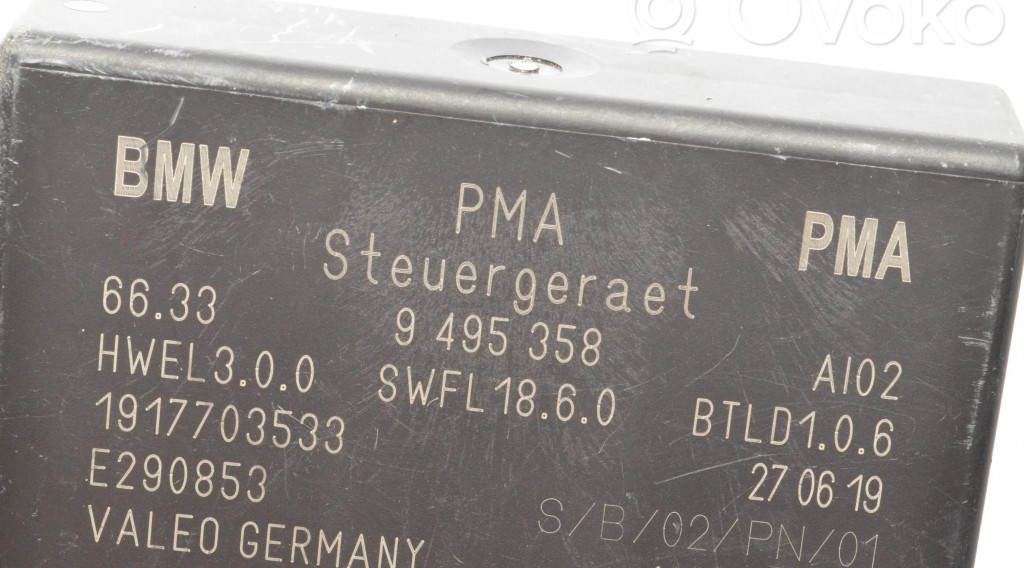 Ovoko
BMW PMA PMA
Steuergeraet
66.33 9 495 358 AI02
HWEL3.0.0 SWFL18.6.0 BTLD1.0.6
1917703533 27 06 19
E290853 S/B/02/PN/01
VALEO GERMANY